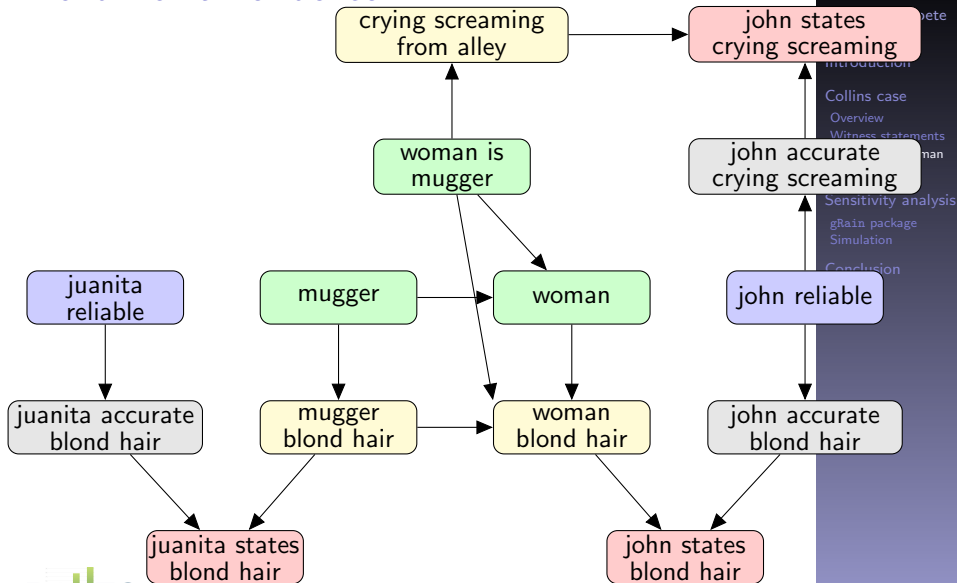 crying screaming
from alley
john states
crying screaming
Collins case
Overview
Witness statements
woman is
mugger
john accurate
crying screaming
Sensitivity analysis
gRain package
Simulation
Conclusion
juanita
reliable
mugger
woman
john reliable
juanita accurate
blond hair
mugger
blond hair
woman
blond hair
john accurate
blond hair
juanita states
blond hair
john states
blond hair